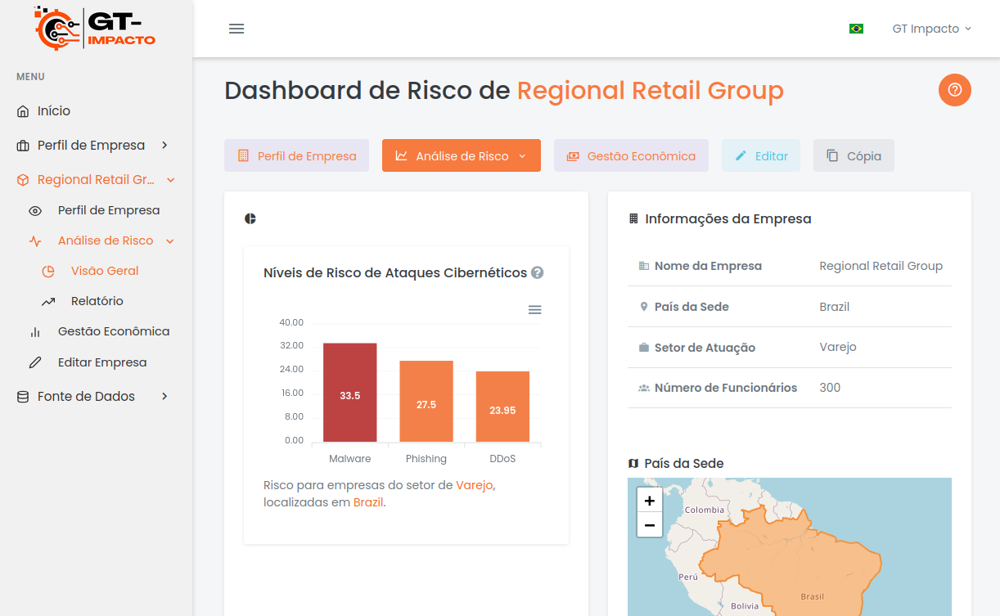 GT-
IMPACTO
MENU
Início
Perfil de Empresa
Regional Retail Gr...
Perfil de Empresa
Análise de Risco
Visão Geral
Relatório
Gestão Econômica
Editar Empresa
Fonte de Dados
GT Impacto
Dashboard de Risco de Regional Retail Group
Perfil de Empresa
Análise de Risco
Gestão Econômica
Editar
Cópia
Níveis de Risco de Ataques Cibernéticos
40.00
32.00
24.00
16.00
8.00
0.00
33.5
27.5
23.95
Malware
Phishing
DDoS
Risco para empresas do setor de Varejo,
localizadas em Brazil.
Informações da Empresa
Nome da Empresa Regional Retail Group
País da Sede Brazil
Setor de Atuação Varejo
Número de Funcionários 300
País da Sede
+
−
Colombia
Perú
Brasil
Bolivia